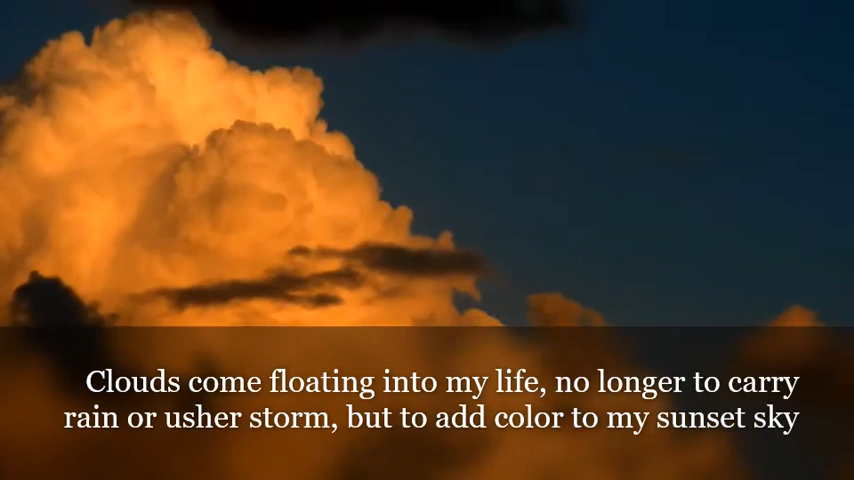 Clouds come floating into my life, no longer to carry
rain or usher storm, but to add color to my sunset sky